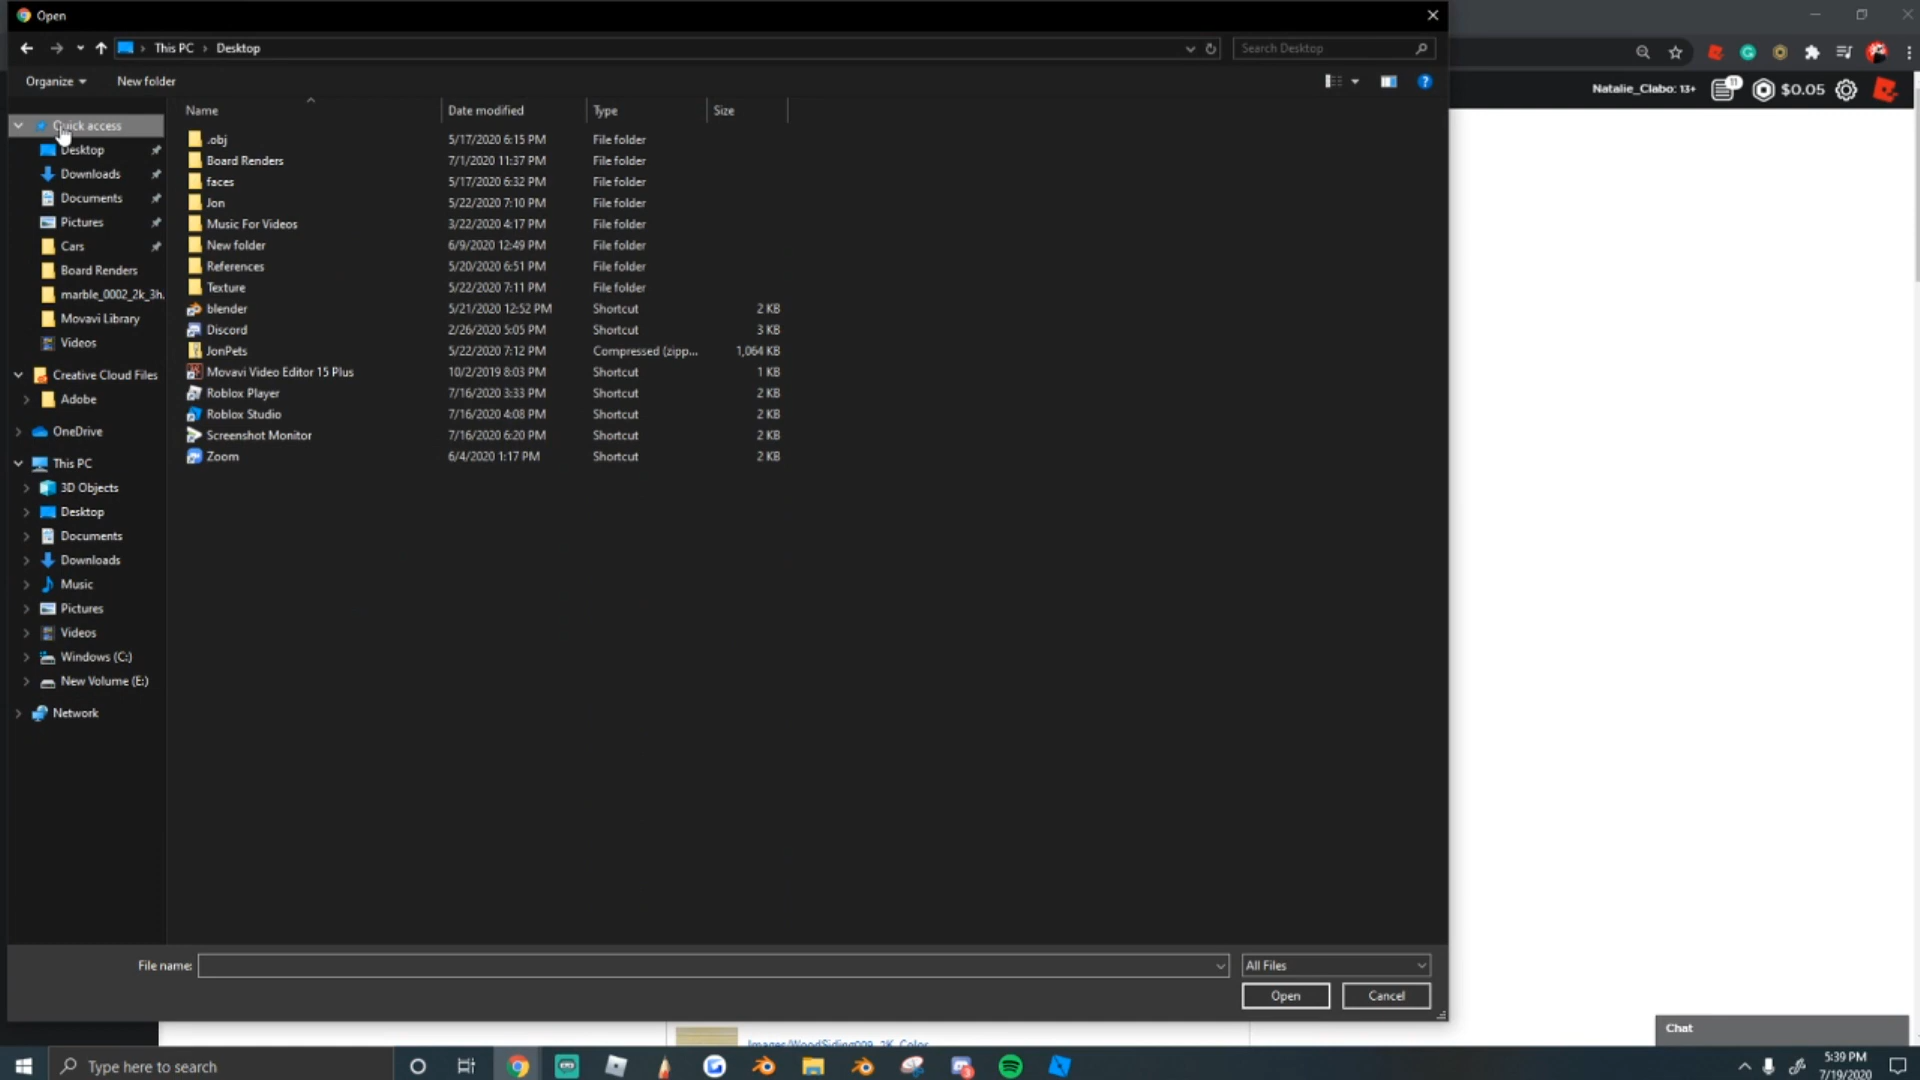 Open
This PC > Desktop
Search Desktop
Organize
New folder
Name
Date modified
Type
Size
Quick access
Desktop
Downloads
Documents
Pictures
Cars
Board Renders
marble_0002_2k_3h.
Movavi Library
Videos
Creative Cloud Files
Adobe
OneDrive
This PC
3D Objects
Desktop
Documents
Downloads
Music
Pictures
Videos
Windows (C:)
New Volume (E:)
Network
.obj 5/17/2020 6:15 PM File folder
Board Renders 7/1/2020 11:37 PM File folder
faces 5/17/2020 6:32 PM File folder
Jon 5/22/2020 7:10 PM File folder
Music For Videos 3/22/2020 4:17 PM File folder
New folder 6/9/2020 12:49 PM File folder
References 5/20/2020 6:51 PM File folder
Texture 5/22/2020 7:11 PM File folder
blender 5/21/2020 12:52 PM Shortcut 2 KB
Discord 2/26/2020 5:05 PM Shortcut 3 KB
JonPets 5/22/2020 7:12 PM Compressed (zipp... 1,064 KB
Movavi Video Editor 15 Plus 10/2/2019 8:03 PM Shortcut 1 KB
Roblox Player 7/16/2020 3:33 PM Shortcut 2 KB
Roblox Studio 7/16/2020 4:08 PM Shortcut 2 KB
Screenshot Monitor 7/16/2020 6:20 PM Shortcut 2 KB
Zoom 6/4/2020 1:17 PM Shortcut 2 KB
File name:
All Files
Open
Cancel
Natalie_Clabo: 13+
11
$0.05
Images/WoodSiding009_2K_Color
Chat
Type here to search
5:39 PM
7/19/2020